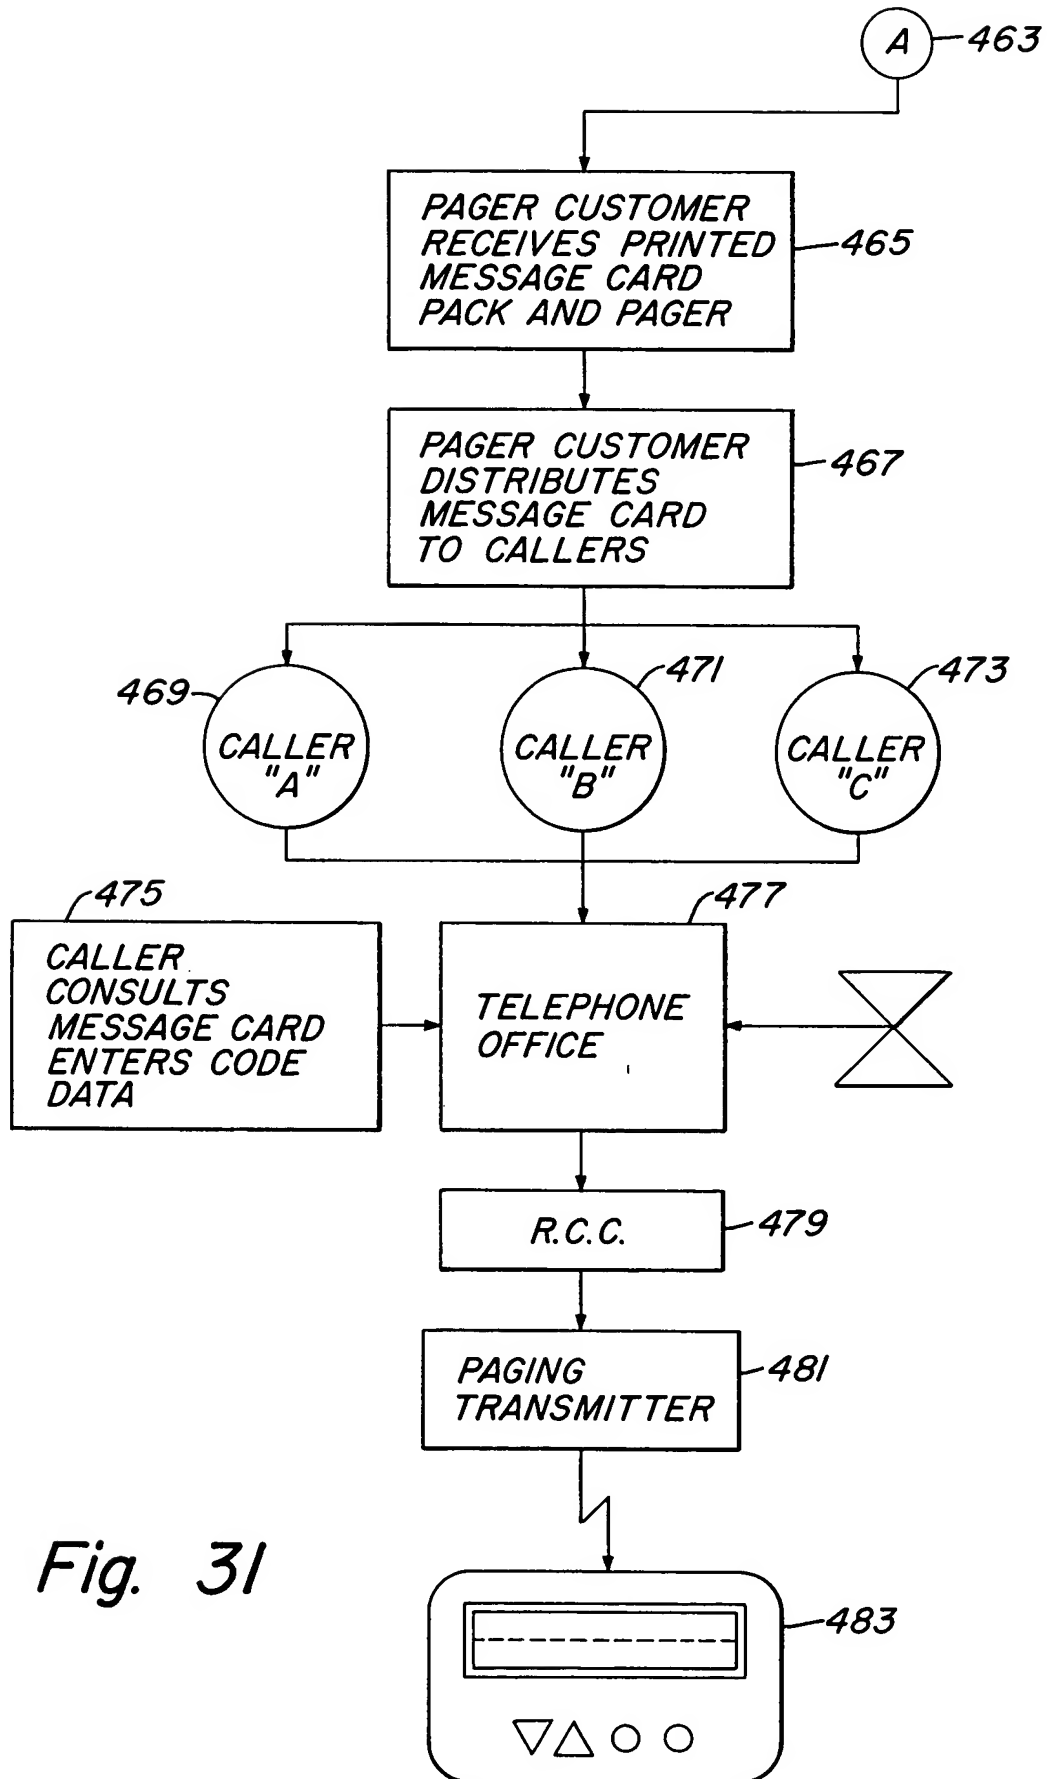 A 463
PAGER CUSTOMER
RECEIVES PRINTED
MESSAGE CARD
PACK AND PAGER
465
PAGER CUSTOMER
DISTRIBUTES
MESSAGE CARD
TO CALLERS
467
469
CALLER
"A"
471
CALLER
"B"
473
CALLER
"C"
475
CALLER
CONSULTS
MESSAGE CARD
ENTERS CODE
DATA
477
TELEPHONE
OFFICE
R.C.C.
479
PAGING
TRANSMITTER
481
Fig. 31
483